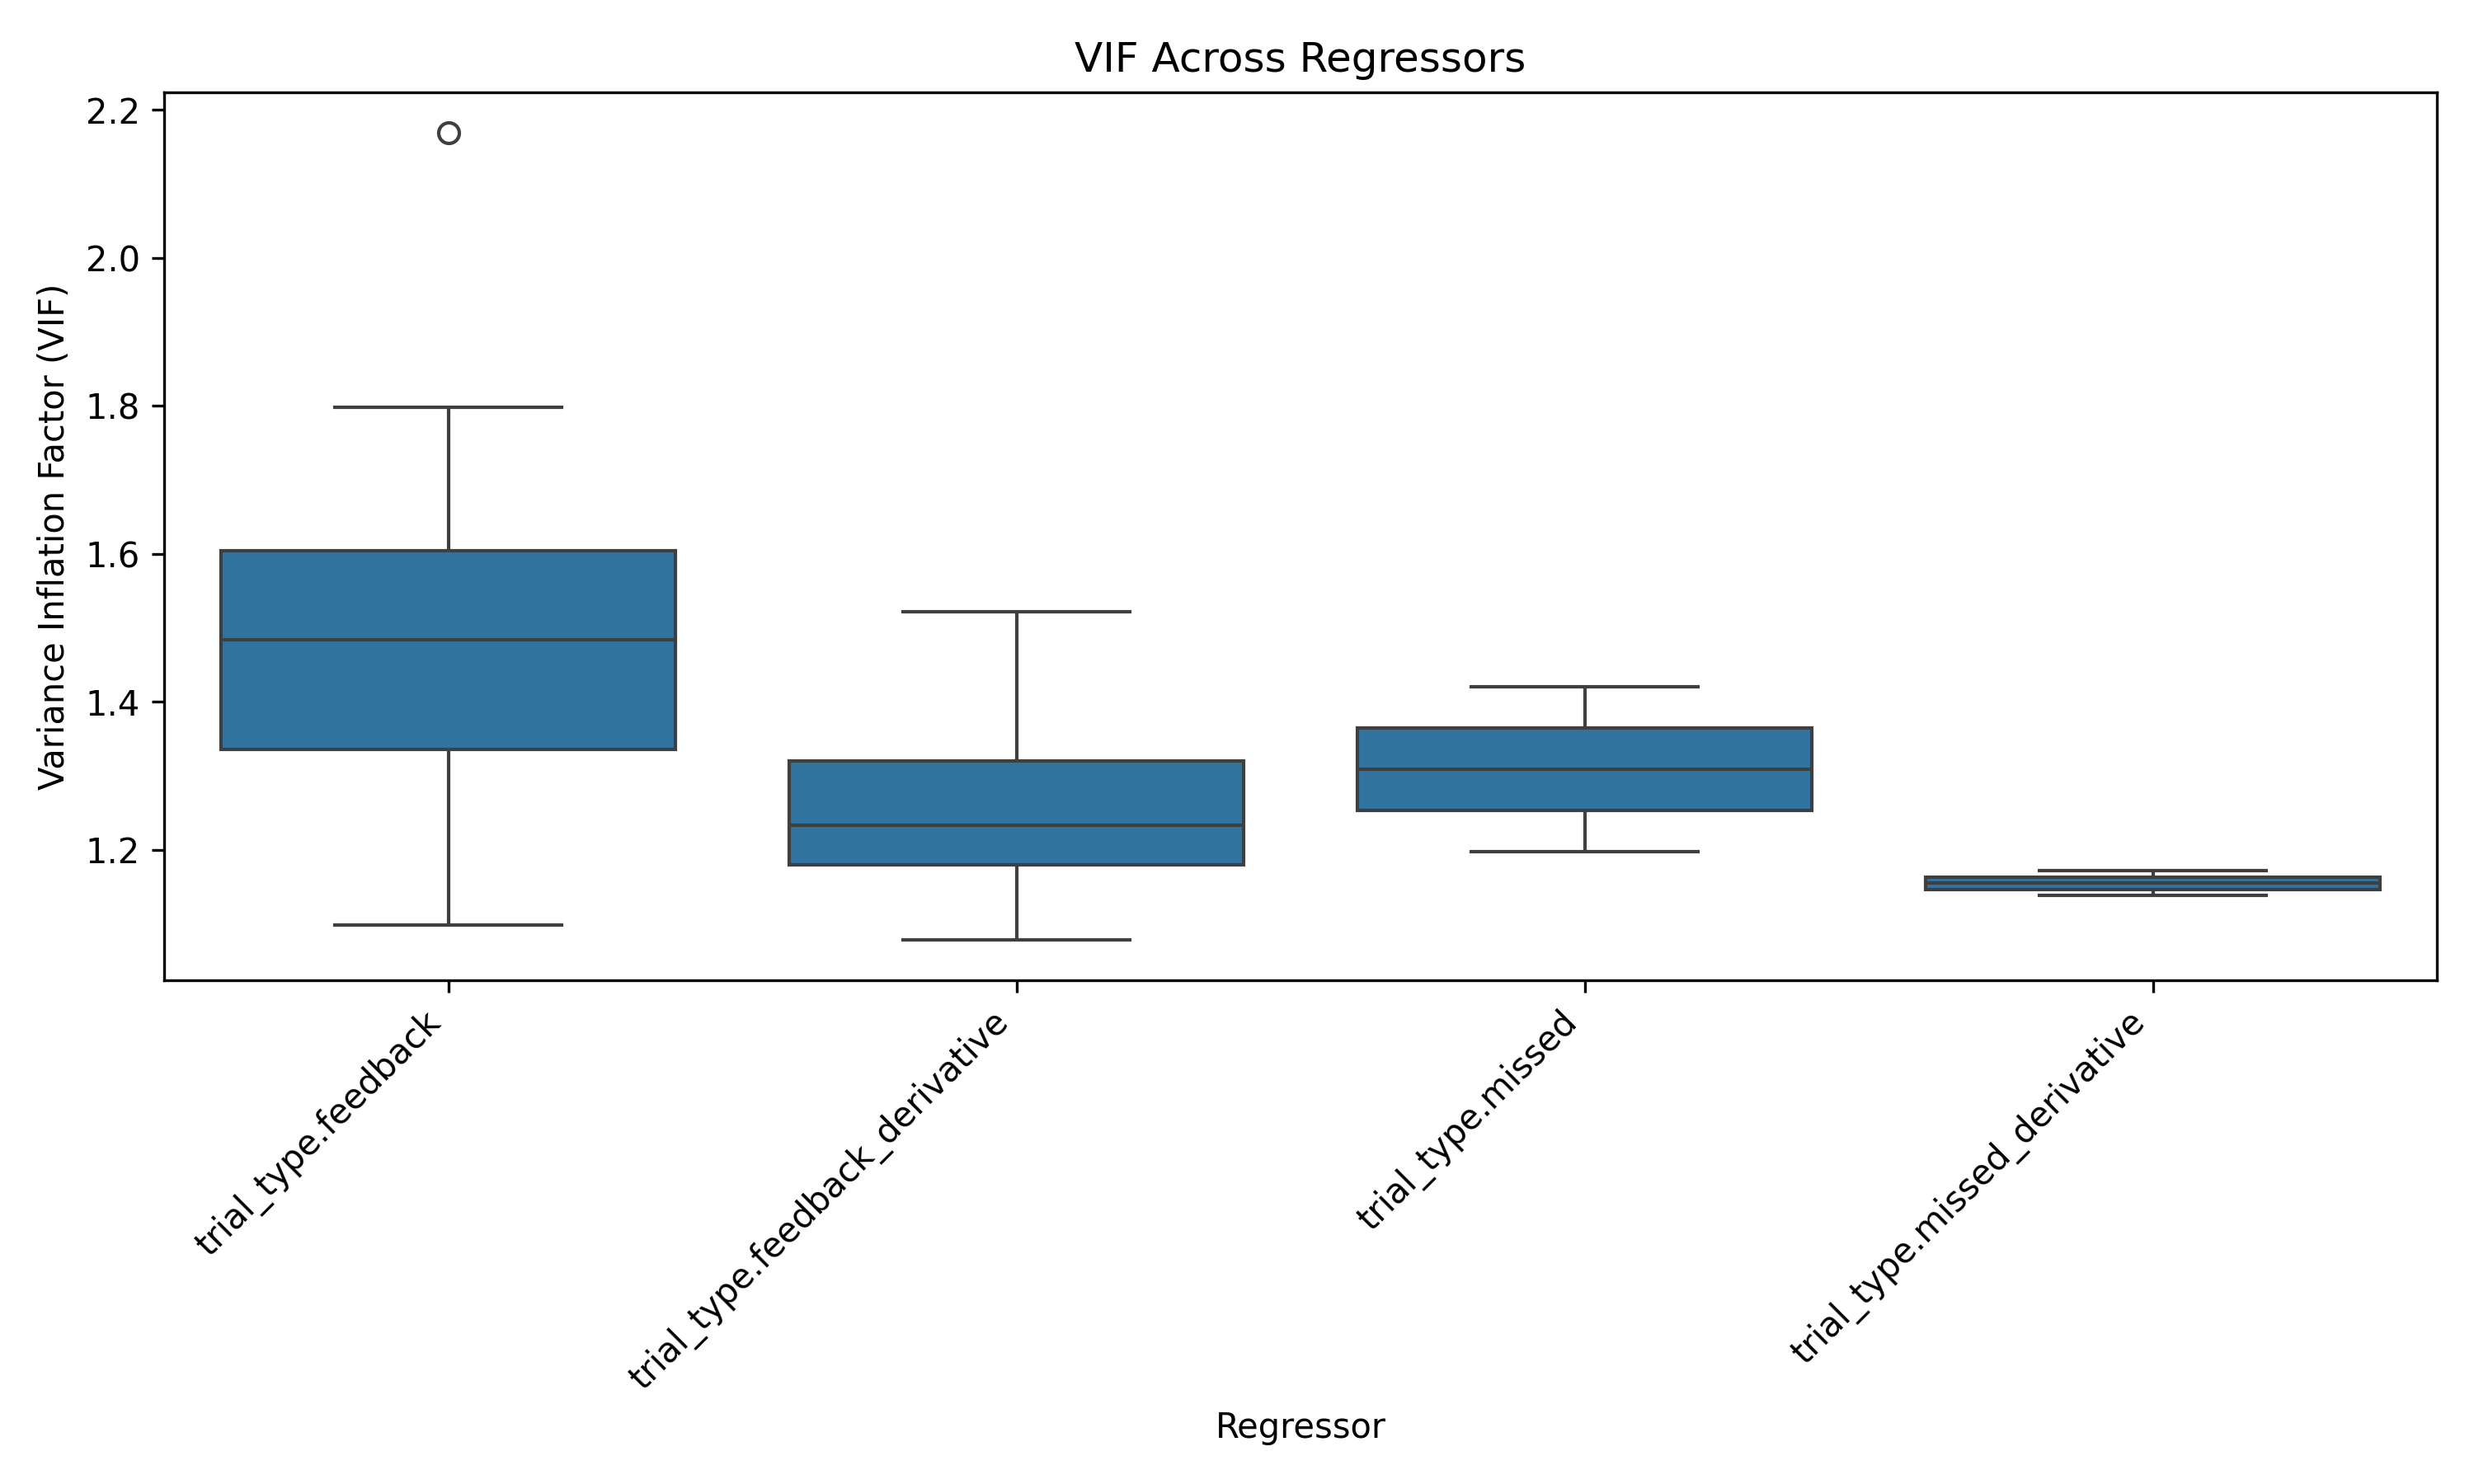 VIF Across Regressors
Variance Inflation Factor (VIF)
2.2
2.0
1.8
1.6
1.4
1.2
trial_type.feedback
trial_type.feedback_derivative
trial_type.missed
trial_type.missed_derivative
Regressor